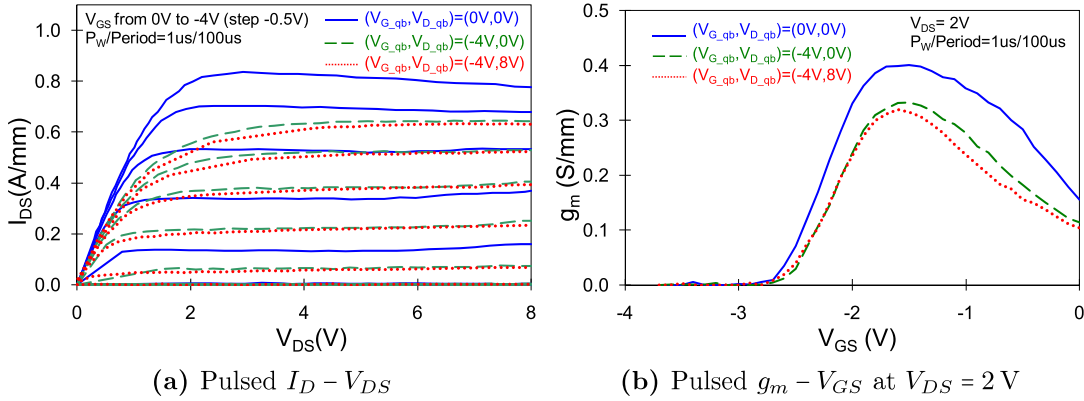 (a)
V_GS from 0V to -4V (step -0.5V)
P_W/Period=1us/100us
(V_G_qb,V_D_qb)=(0V,0V)
(V_G_qb,V_D_qb)=(-4V,0V)
(V_G_qb,V_D_qb)=(-4V,8V)
I_DS(A/mm)
1.0
0.8
0.6
0.4
0.2
0.0
0 2 4 6 8
V_DS(V)
(a) Pulsed I_D – V_DS
V_DS= 2V
P_W/Period=1us/100us
(V_G_qb,V_D_qb)=(0V,0V)
(V_G_qb,V_D_qb)=(-4V,0V)
(V_G_qb,V_D_qb)=(-4V,8V)
g_m (S/mm)
0.5
0.4
0.3
0.2
0.1
0.0
-4 -3 -2 -1 0
V_GS (V)
(b) Pulsed g_m – V_GS at V_DS = 2 V